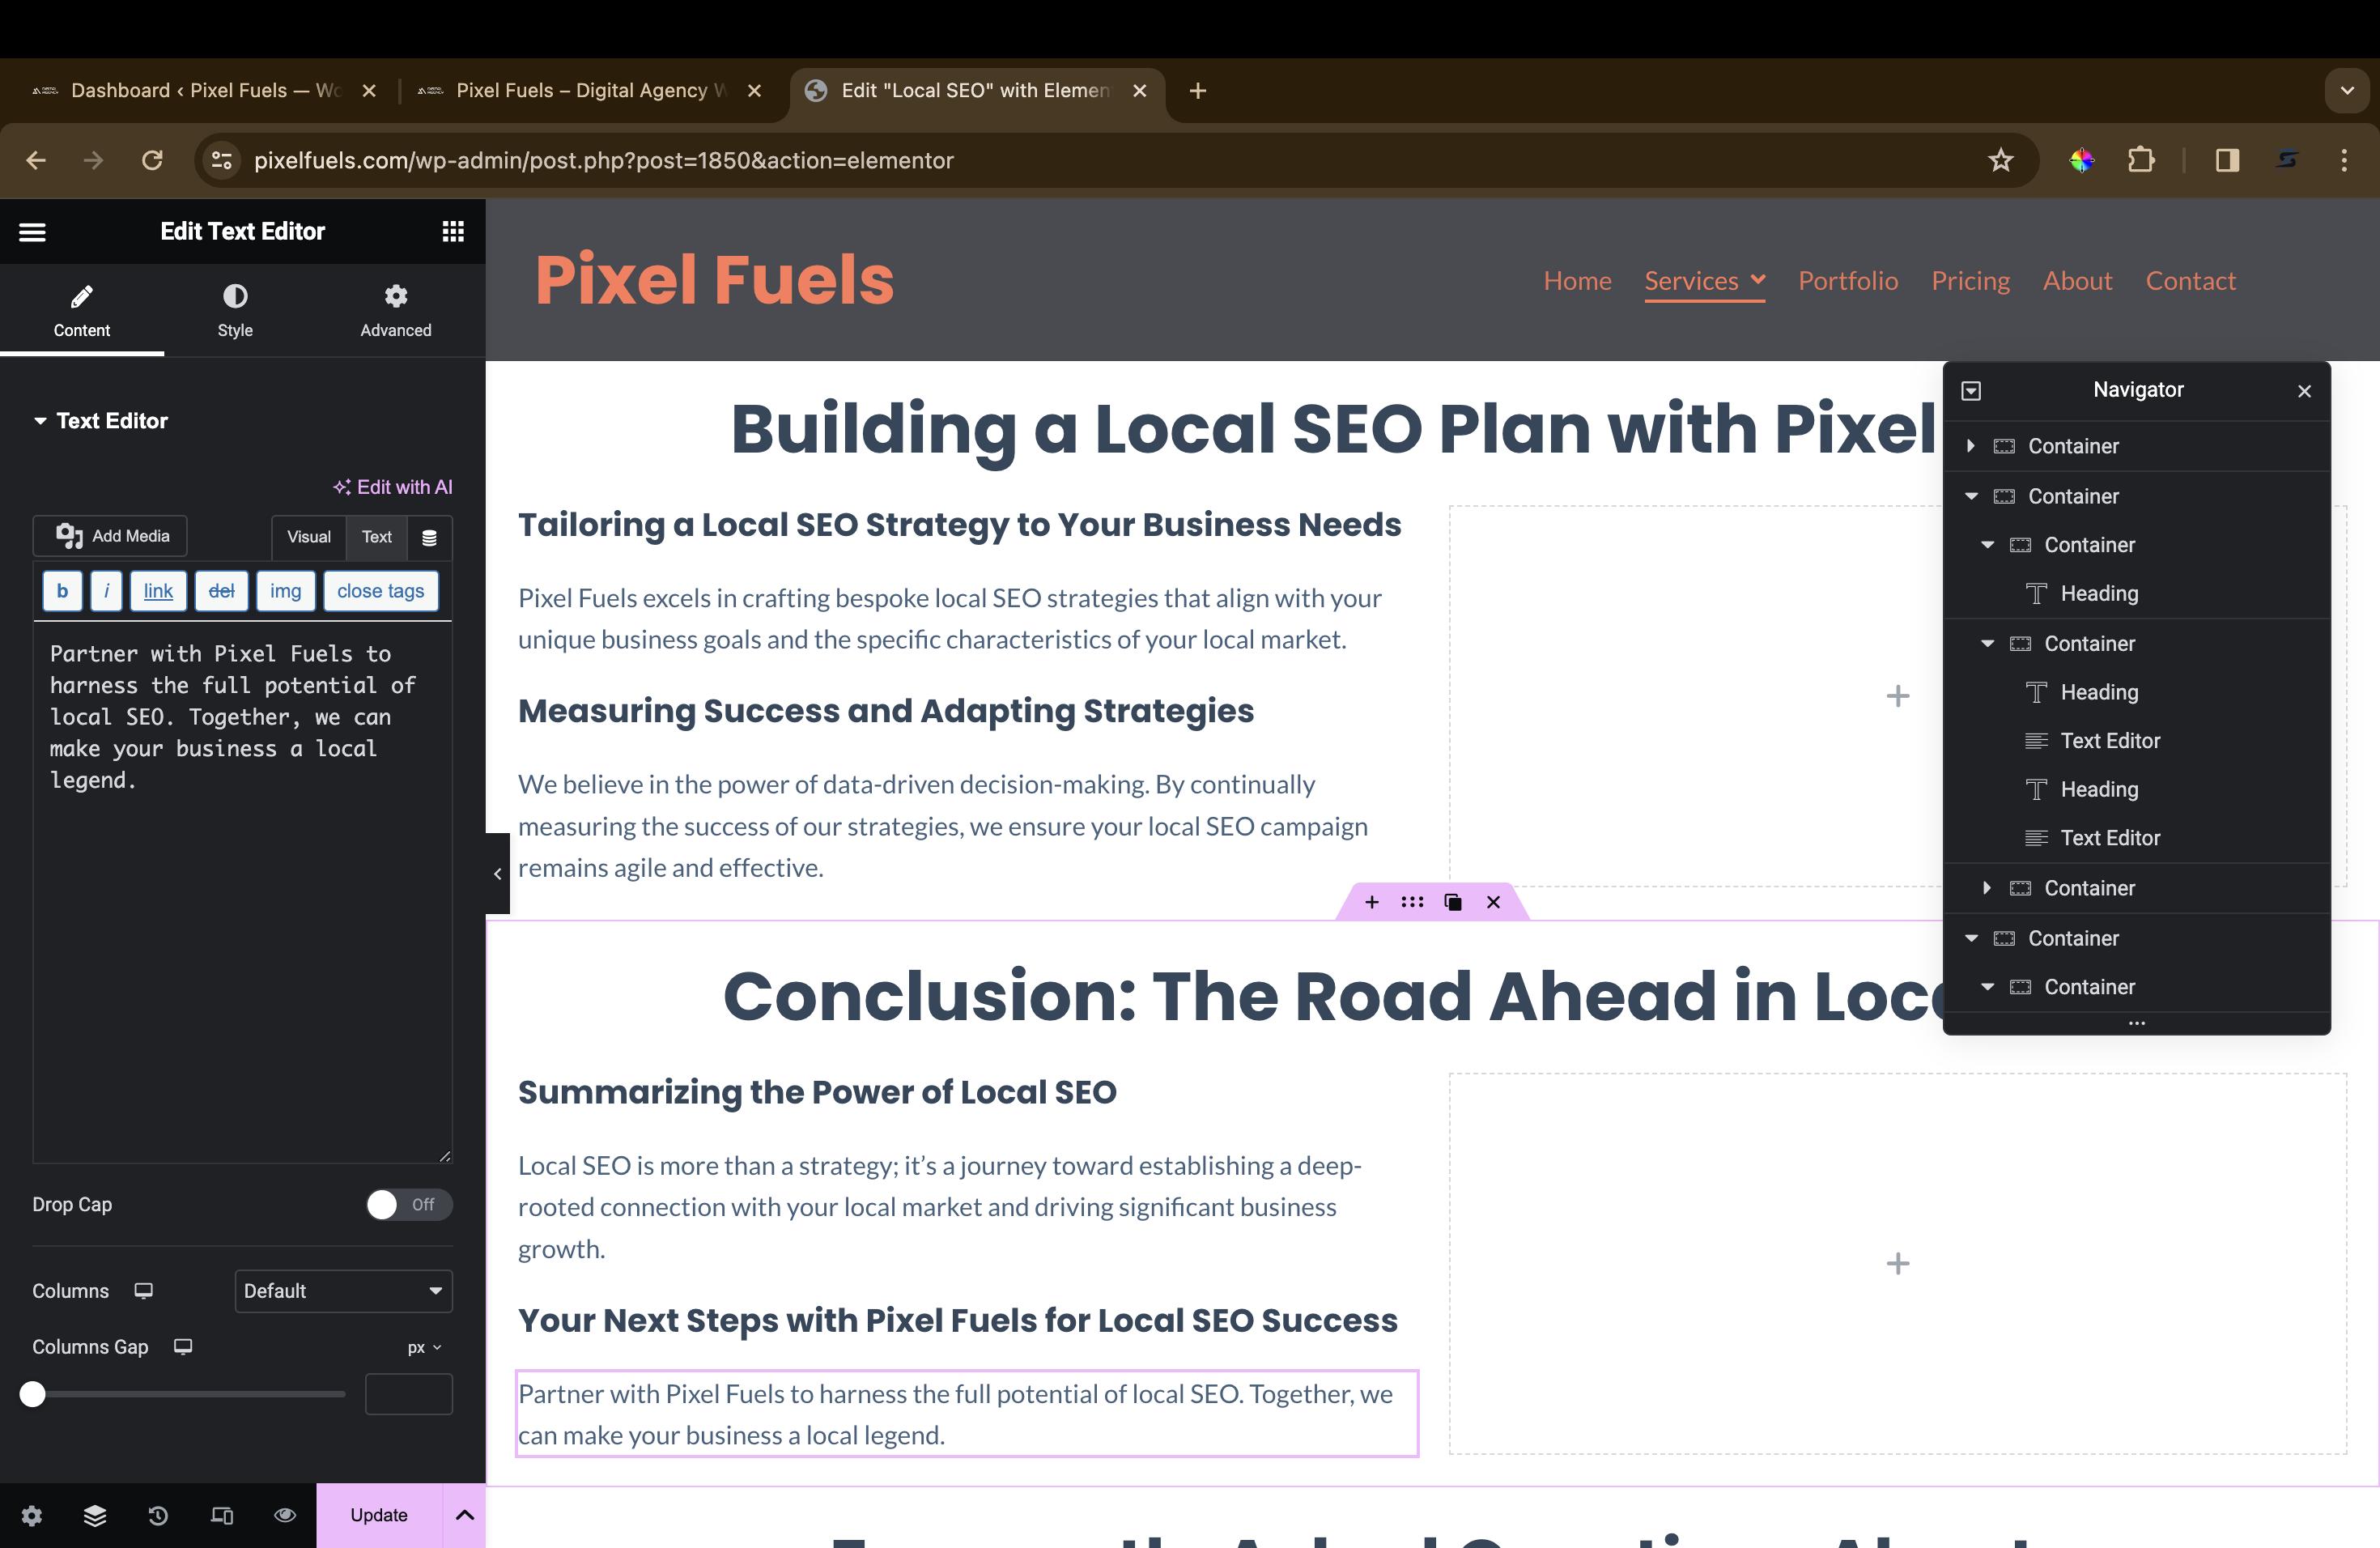 Dashboard ‹ Pixel Fuels — Wo
Pixel Fuels – Digital Agency W
Edit "Local SEO" with Elemen
pixelfuels.com/wp-admin/post.php?post=1850&action=elementor
Edit Text Editor
Content
Style
Advanced
Text Editor
Edit with AI
Add Media
Visual
Text
b
i
link
del
img
close tags
Partner with Pixel Fuels to
harness the full potential of
local SEO. Together, we can
make your business a local
legend.
Drop Cap
Off
Columns
Default
Columns Gap
px
Update
Pixel Fuels
Home
Services
Portfolio
Pricing
About
Contact
Building a Local SEO Plan with Pixel
Tailoring a Local SEO Strategy to Your Business Needs
Pixel Fuels excels in crafting bespoke local SEO strategies that align with your
unique business goals and the specific characteristics of your local market.
Measuring Success and Adapting Strategies
We believe in the power of data-driven decision-making. By continually
measuring the success of our strategies, we ensure your local SEO campaign
remains agile and effective.
Conclusion: The Road Ahead in Loc
Summarizing the Power of Local SEO
Local SEO is more than a strategy; it’s a journey toward establishing a deep-
rooted connection with your local market and driving significant business
growth.
Your Next Steps with Pixel Fuels for Local SEO Success
Partner with Pixel Fuels to harness the full potential of local SEO. Together, we
can make your business a local legend.
Navigator
Container
Container
Container
Heading
Container
Heading
Text Editor
Heading
Text Editor
Container
Container
Container